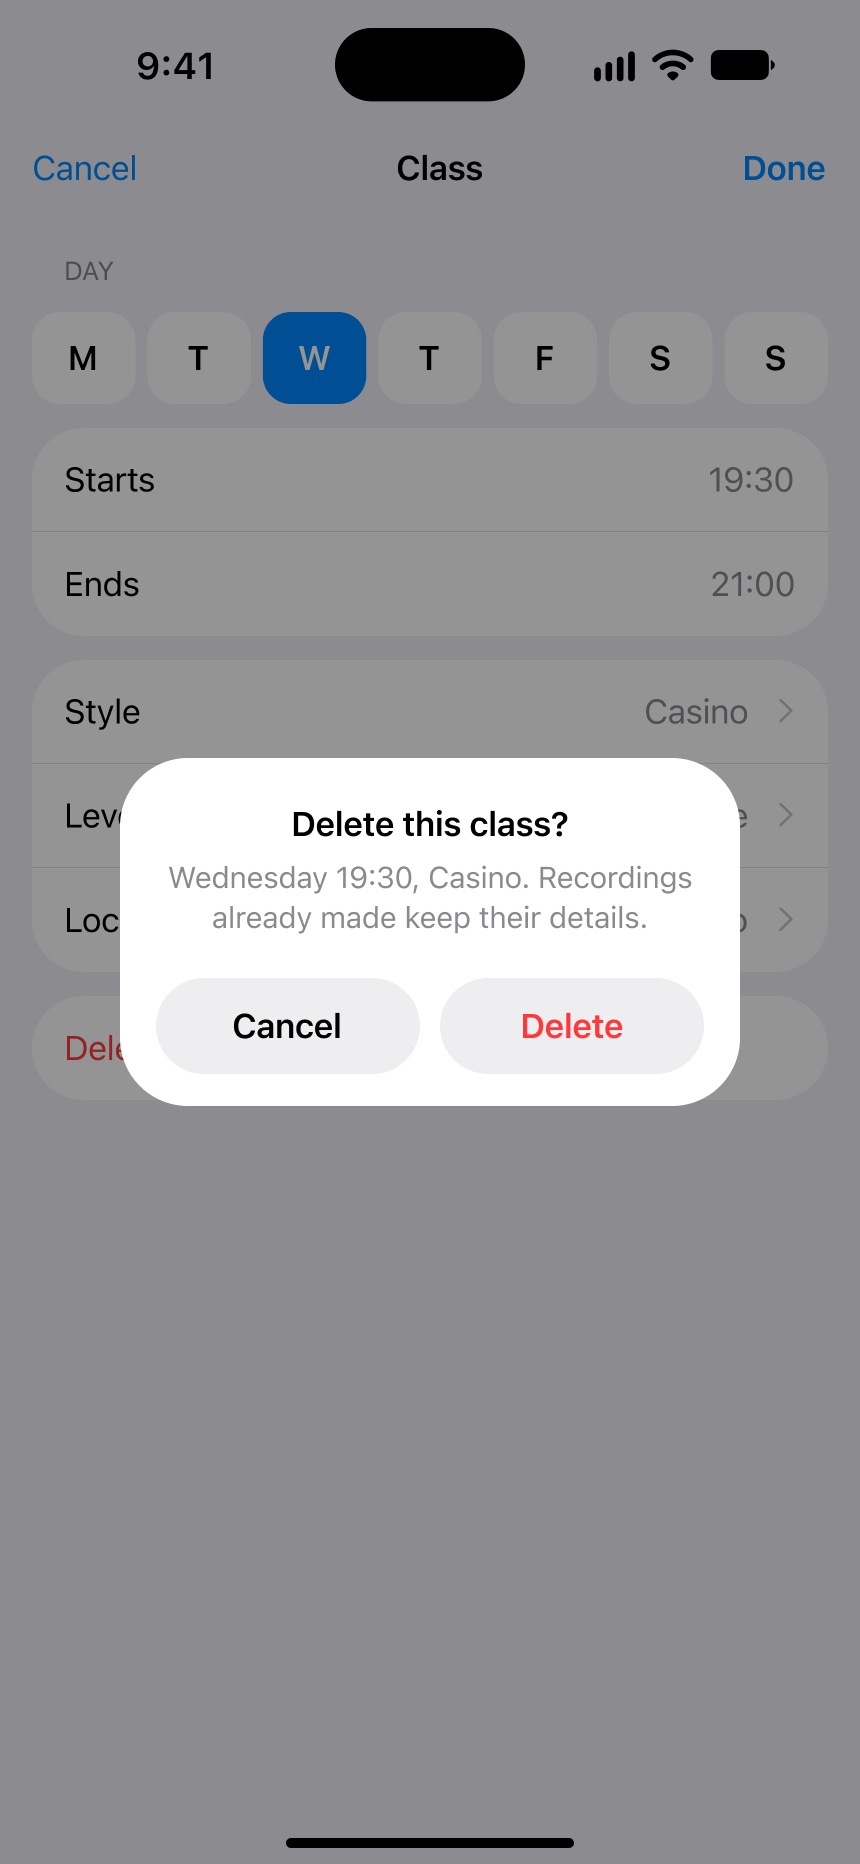 9:41
Cancel Class Done
DAY
M T W T F S S
Starts 19:30
Ends 21:00
Style Casino
Delete this class?
Wednesday 19:30, Casino. Recordings
already made keep their details.
Cancel Delete